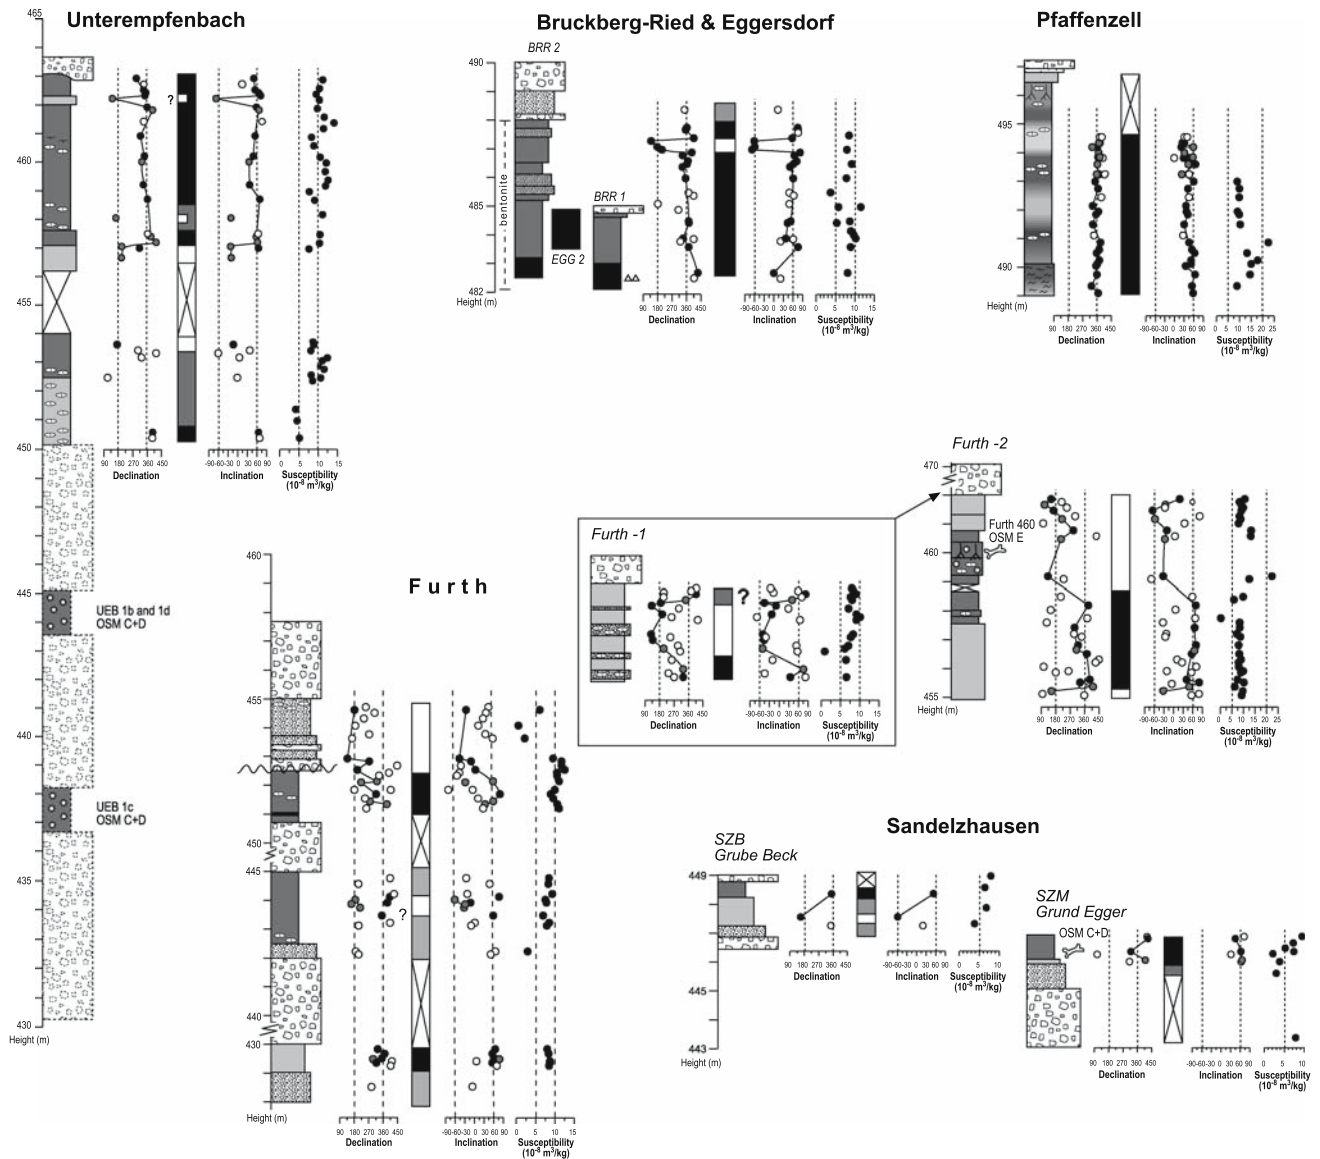 Unterempfenbach
465
460
455
450
445
440
435
430
Height (m)
?
90 180 270 360 450
Declination
-90 -60 -30 0 30 60 90
Inclination
0 5 10 15
Susceptibility
(10⁻⁸ m³/kg)
UEB 1b and 1d
OSM C+D
UEB 1c
OSM C+D
Bruckberg-Ried & Eggersdorf
BRR 2
490
485
482
Height (m)
bentonite
EGG 2
BRR 1
90 180 270 360 450
Declination
-90 -60 -30 0 30 60 90
Inclination
0 5 10 15
Susceptibility
(10⁻⁸ m³/kg)
Pfaffenzell
495
490
Height (m)
90 180 270 360 450
Declination
-90 -60 -30 0 30 60 90
Inclination
0 5 10 15 20 25
Susceptibility
(10⁻⁸ m³/kg)
Furth
460
455
450
445
440
430
Height (m)
?
90 180 270 360 450
Declination
-90 -60 -30 0 30 60 90
Inclination
0 5 10 15
Susceptibility
(10⁻⁸ m³/kg)
Furth -1
?
90 180 270 360 450
Declination
-90 -60 -30 0 30 60 90
Inclination
0 5 10 15
Susceptibility
(10⁻⁸ m³/kg)
Furth -2
470
460
455
Height (m)
Furth 460
OSM E
90 180 270 360 450
Declination
-90 -60 -30 0 30 60 90
Inclination
0 5 10 15 20 25
Susceptibility
(10⁻⁸ m³/kg)
Sandelzhausen
SZB
Grube Beck
449
445
443
Height (m)
90 180 270 360 450
Declination
-90 -60 -30 0 30 60 90
Inclination
0 5 10
Susceptibility
(10⁻⁸ m³/kg)
SZM
Grund Egger
OSM C+D
90 180 270 360 450
Declination
-90 -60 -30 0 30 60 90
Inclination
0 5 10
Susceptibility
(10⁻⁸ m³/kg)